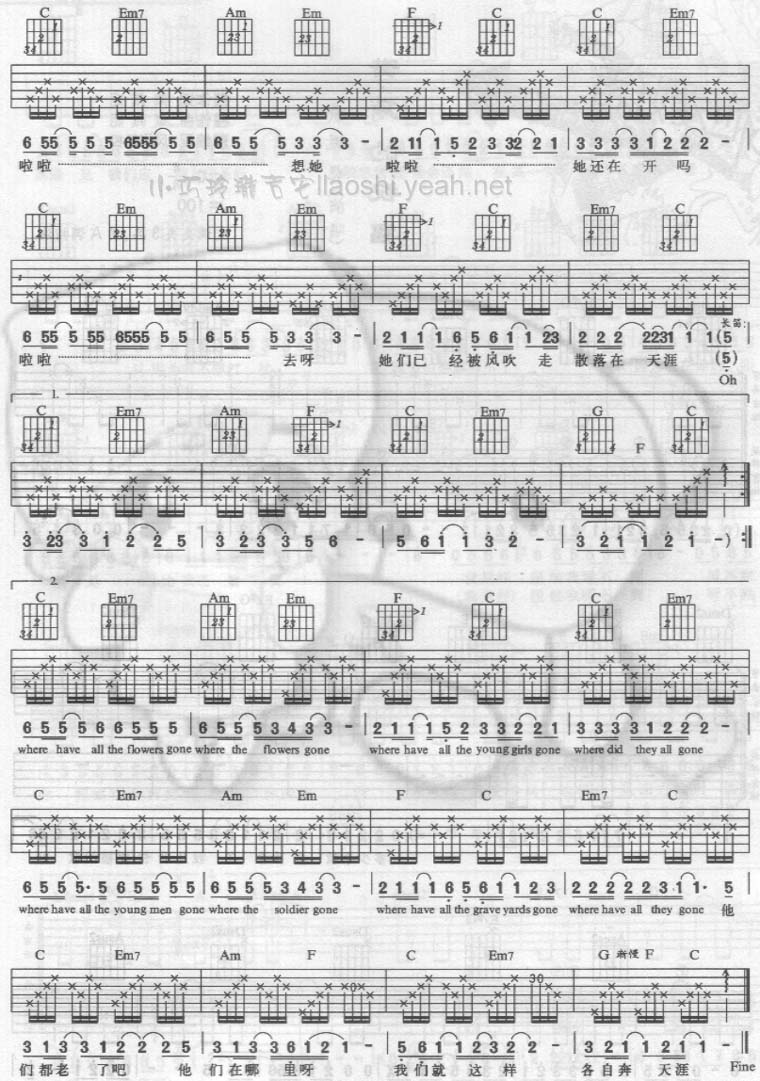 C Em7 Am Em F C C Em7
6 55 5 5 5 6555 5 5 | 6 5 5 5 3 3 3 - | 2 11 1 5 2 3 32 2 1 | 3 3 3 3 1 2 2 2 -
啦啦 想她 啦啦 她还在 开吗
llaoshi.yeah.net
C Em Am Em F C Em7 C
长笛:
6 55 5 55 6555 5 5 | 6 5 5 5 3 3 3 - | 2 1 1 1 6 5 6 1 1 23 | 2 2 2 2231 1 1 (5
啦啦 去呀 她们已 经被风吹 走 散落在 天涯 (5)
Oh
1.
C Em7 Am F C Em7 G F C
3 23 3 1 2 2 5 | 3 2 3 3 3 5 6 - | 5 6 1 1 3 2 - | 3 2 1 1 2 1 - ) :||
2.
C Em7 Am Em F C C Em7
6 5 5 5 6 6 5 5 5 | 6 5 5 5 3 4 3 3 - | 2 1 1 1 5 2 3 3 2 2 1 | 3 3 3 3 1 2 2 2 -
where have all the flowers gone where the flowers gone where have all the young girls gone where did they all gone
C Em7 Am Em F C Em7 C
6 5 5 5 5· 5 6 5 5 5 5 | 6 5 5 5 3 4 3 3 - | 2 1 1 1 6 5 6 1 1 2 3 | 2 2 2 2 2 3 1 1· 5
where have all the young men gone where the soldier gone where have all the grave yards gone where have all they gone 他
C Em7 Am F C Em7 G 渐慢 F C
3 1 3 3 1 2 2 2 5 | 3 1 3 3 6 1 2 1 - | 5 6 1 1 2 3 2 2 - | 3 2 1 1 2 1 1 - ||
们都老 了吧 他 们在哪 里呀 我们就 这 样 各自奔 天涯 Fine